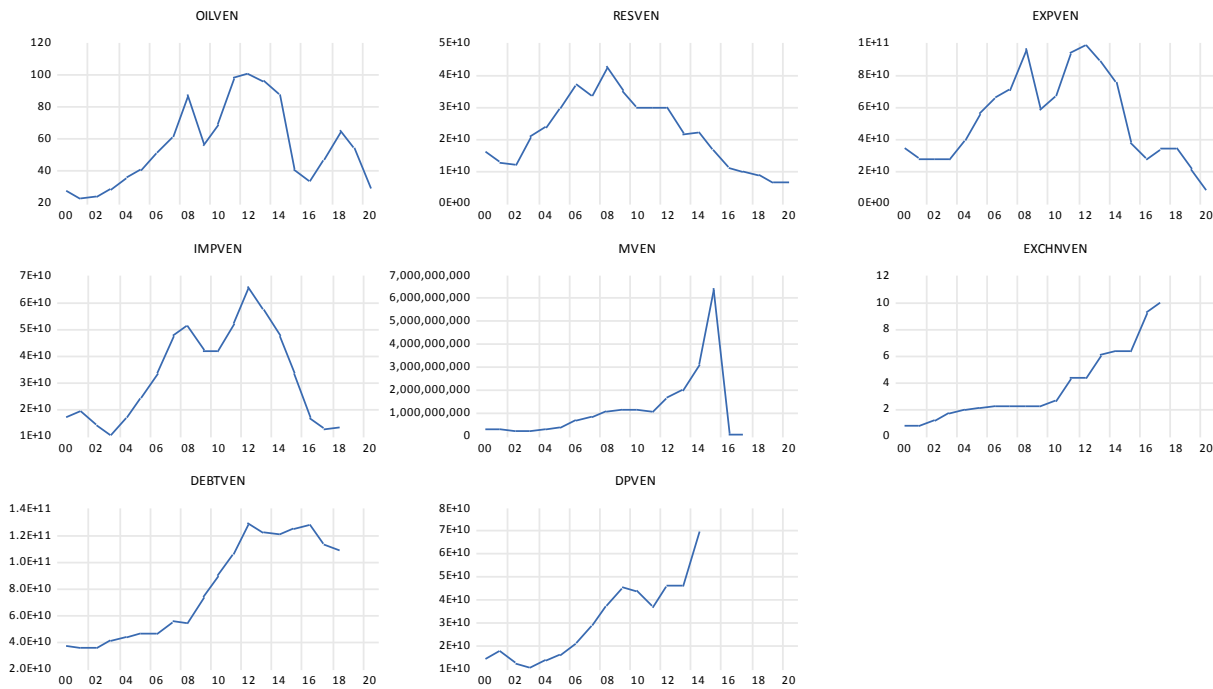 OILVEN
120
100
80
60
40
20
00 02 04 06 08 10 12 14 16 18 20
RESVEN
5E+10
4E+10
3E+10
2E+10
1E+10
0E+00
00 02 04 06 08 10 12 14 16 18 20
EXPVEN
1E+11
8E+10
6E+10
4E+10
2E+10
0E+00
00 02 04 06 08 10 12 14 16 18 20
IMPVEN
7E+10
6E+10
5E+10
4E+10
3E+10
2E+10
1E+10
00 02 04 06 08 10 12 14 16 18 20
MVEN
7,000,000,000
6,000,000,000
5,000,000,000
4,000,000,000
3,000,000,000
2,000,000,000
1,000,000,000
0
00 02 04 06 08 10 12 14 16 18 20
EXCHNVEN
12
10
8
6
4
2
0
00 02 04 06 08 10 12 14 16 18 20
DEBTVEN
1.4E+11
1.2E+11
1.0E+11
8.0E+10
6.0E+10
4.0E+10
2.0E+10
00 02 04 06 08 10 12 14 16 18 20
DPVEN
8E+10
7E+10
6E+10
5E+10
4E+10
3E+10
2E+10
1E+10
00 02 04 06 08 10 12 14 16 18 20